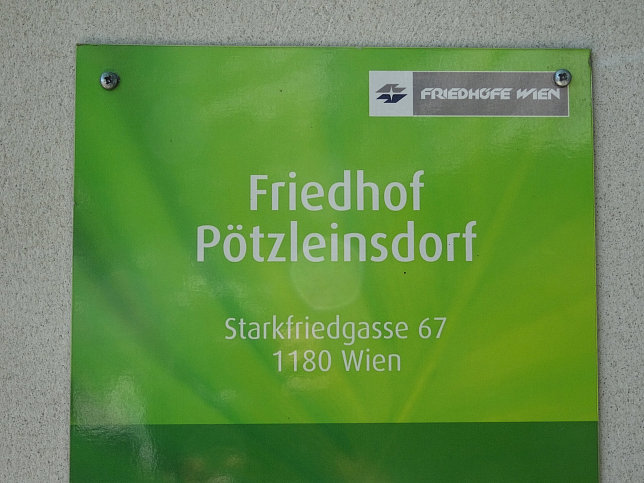 FRIEDHÖFE WIEN
Friedhof
Pötzleinsdorf
Starkfriedgasse 67
1180 Wien